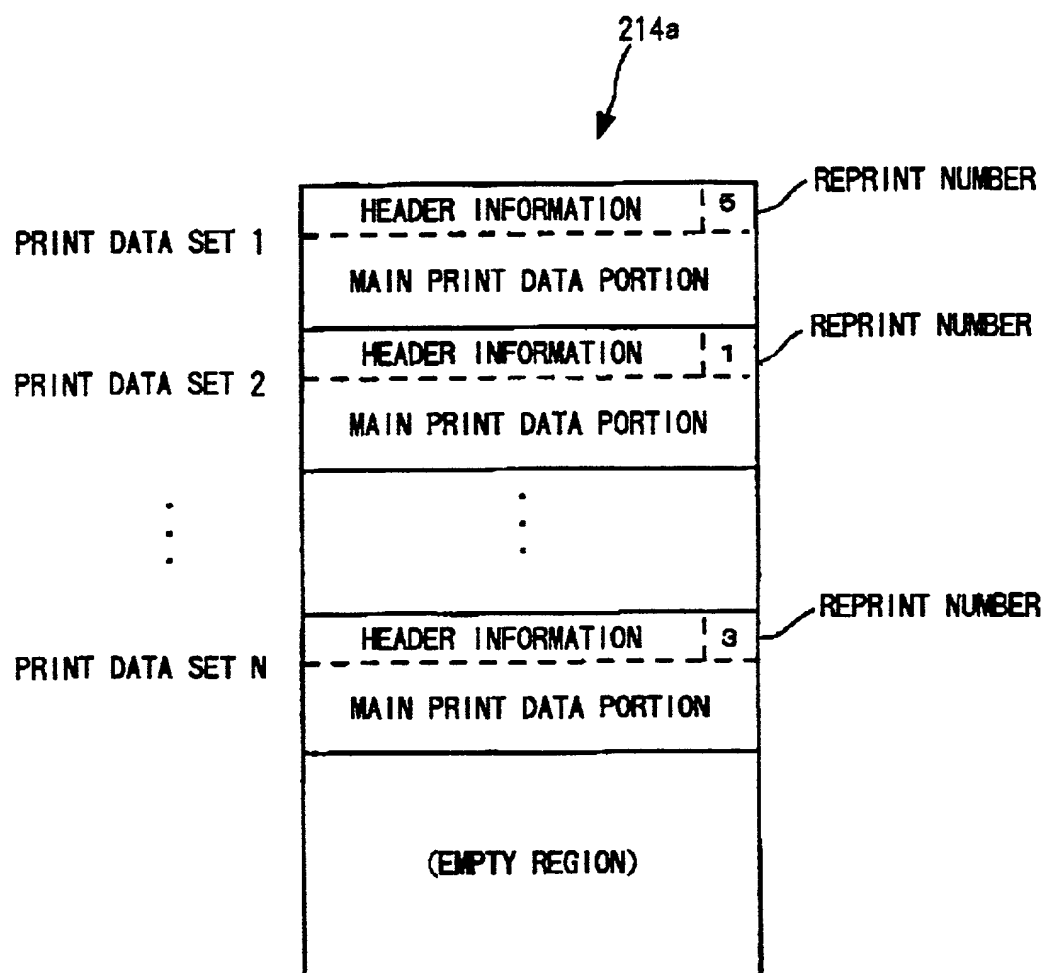 214a
HEADER INFORMATION 5 REPRINT NUMBER
PRINT DATA SET 1
MAIN PRINT DATA PORTION
HEADER INFORMATION 1 REPRINT NUMBER
PRINT DATA SET 2
MAIN PRINT DATA PORTION
HEADER INFORMATION 3 REPRINT NUMBER
PRINT DATA SET N
MAIN PRINT DATA PORTION
(EMPTY REGION)